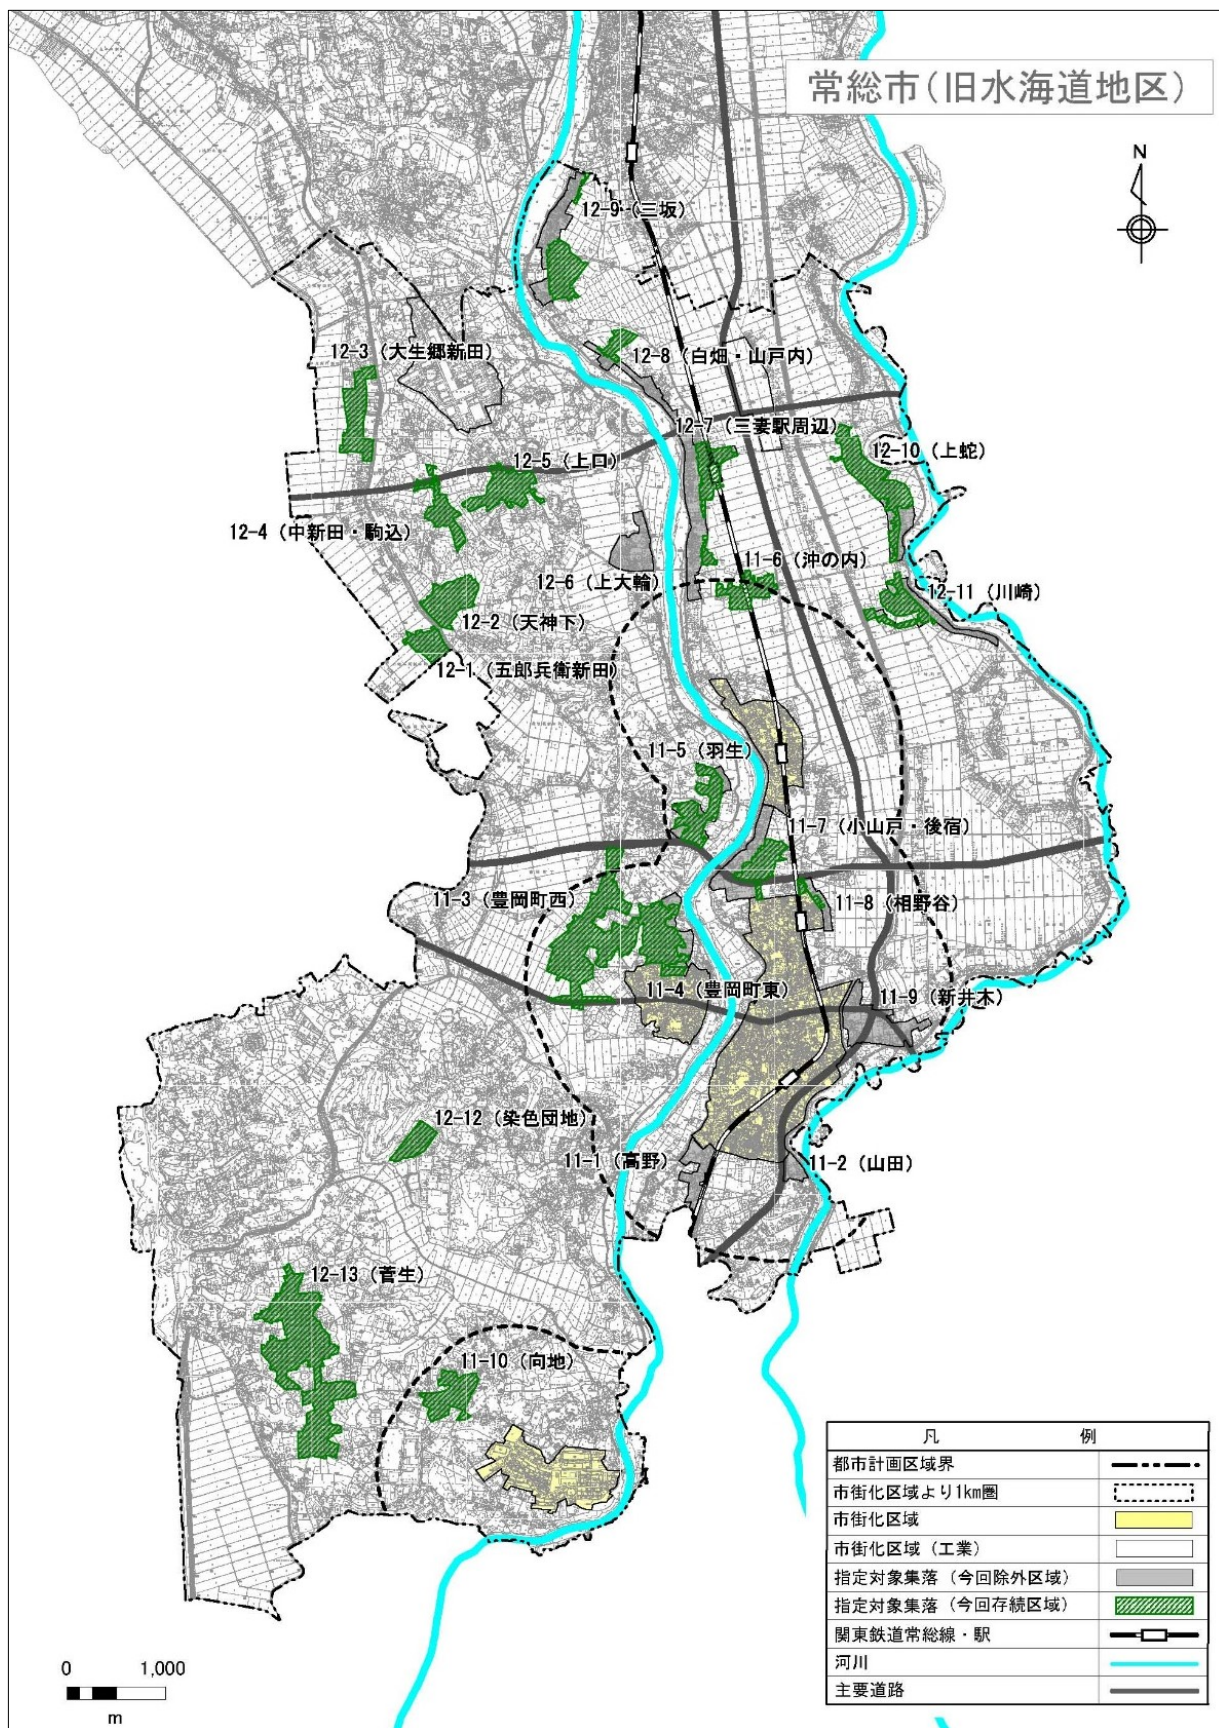 常総市(旧水海道地区)
N
12-9 (三坂)
12-3 (大生郷新田)
12-8 (白畑・山戸内)
12-7 (三妻駅周辺)
12-10 (上蛇)
12-5 (上口)
12-4 (中新田・駒込)
11-6 (沖の内)
12-6 (上大輪)
12-11 (川崎)
12-2 (天神下)
12-1 (五郎兵衛新田)
11-5 (羽生)
11-7 (小山戸・後宿)
11-3 (豊岡町西)
11-8 (相野谷)
11-4 (豊岡町東)
11-9 (新井木)
12-12 (染色団地)
11-1 (高野)
11-2 (山田)
12-13 (菅生)
11-10 (向地)
凡 例
都市計画区域界
市街化区域より1km圏
市街化区域
市街化区域 (工業)
指定対象集落 (今回除外区域)
指定対象集落 (今回存続区域)
関東鉄道常総線・駅
河川
主要道路
0 1,000
m